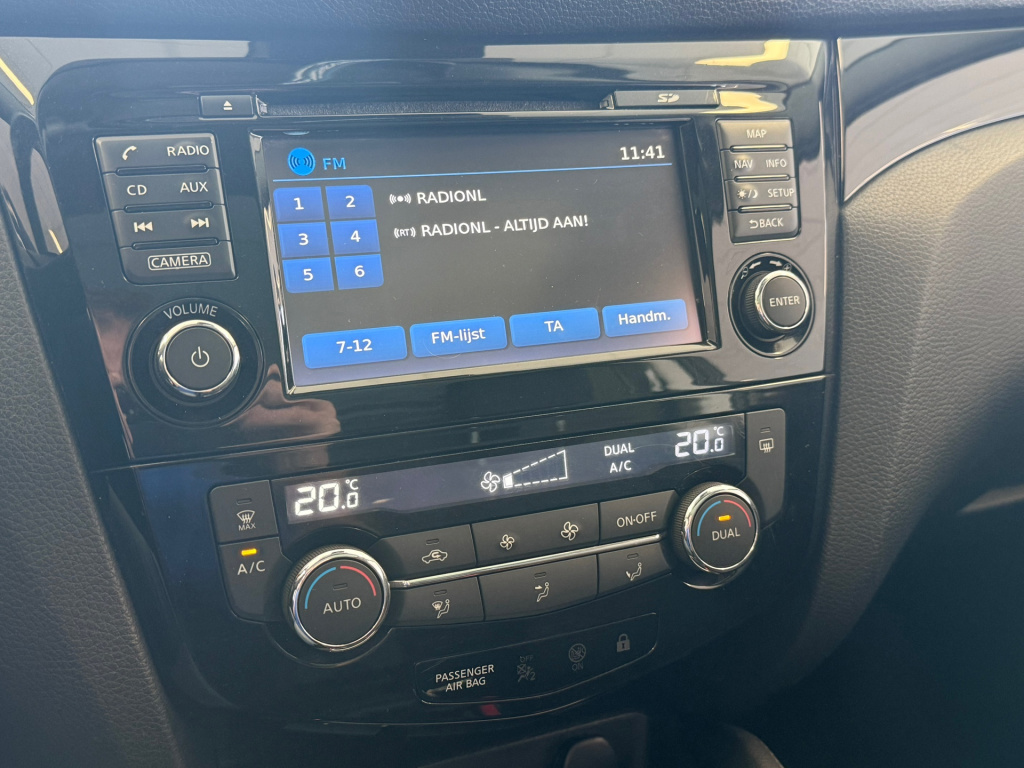 SD
RADIO
CD AUX
CAMERA
VOLUME
FM 11:41
1 2
3 4
5 6
RADIONL
(RT) RADIONL - ALTIJD AAN!
7-12 FM-lijst TA Handm.
MAP
NAV INFO
SETUP
BACK
ENTER
20.0 °C
DUAL
A/C
20.0 °C
MAX
A/C
AUTO
ON·OFF
DUAL
PASSENGER
AIR BAG
OFF
ON